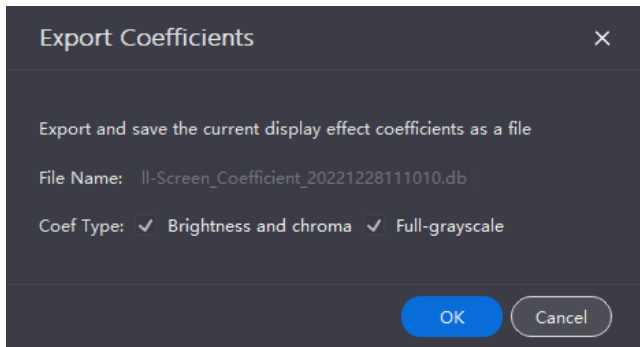 Export Coefficients
Export and save the current display effect coefficients as a file
File Name: ll-Screen_Coefficient_20221228111010.db
Coef Type: Brightness and chroma Full-grayscale
OK Cancel